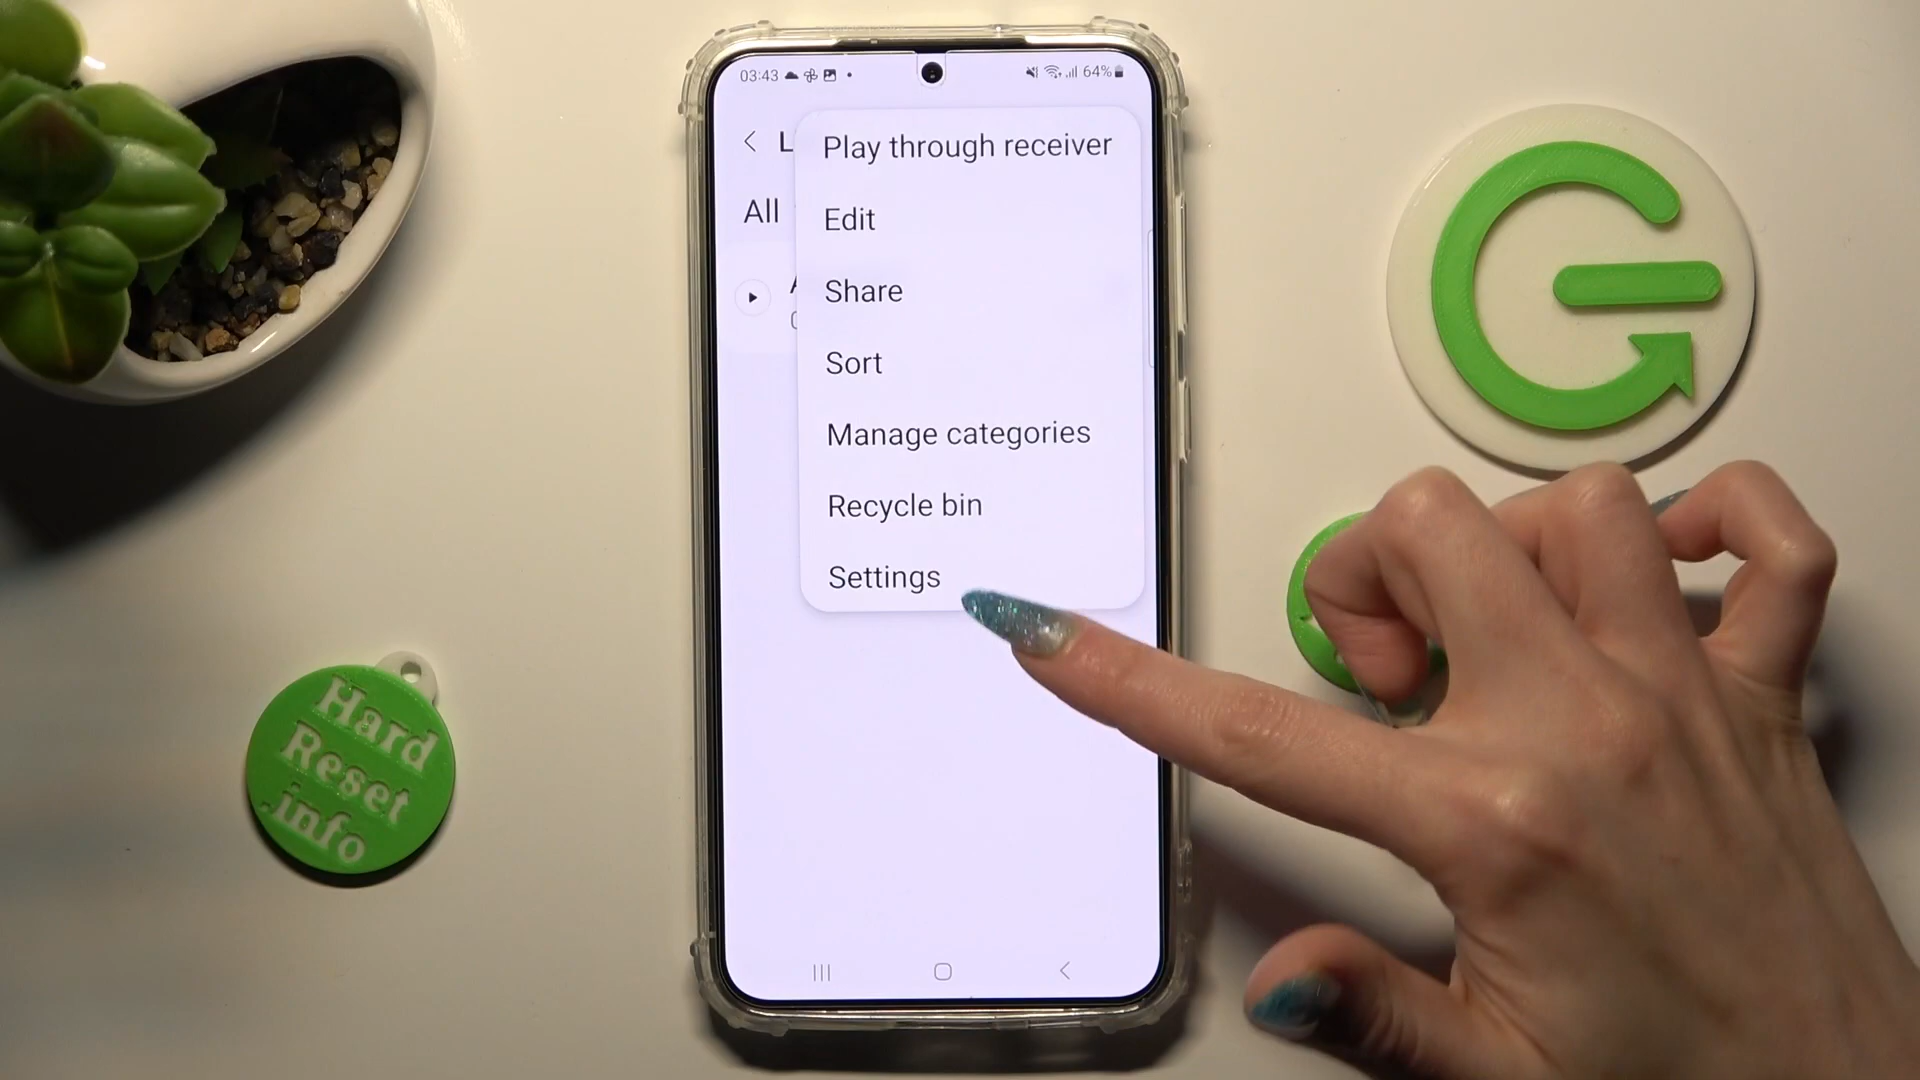 03:43
64%
L
All
Play through receiver
Edit
Share
Sort
Manage categories
Recycle bin
Settings
Hard
Reset
.info